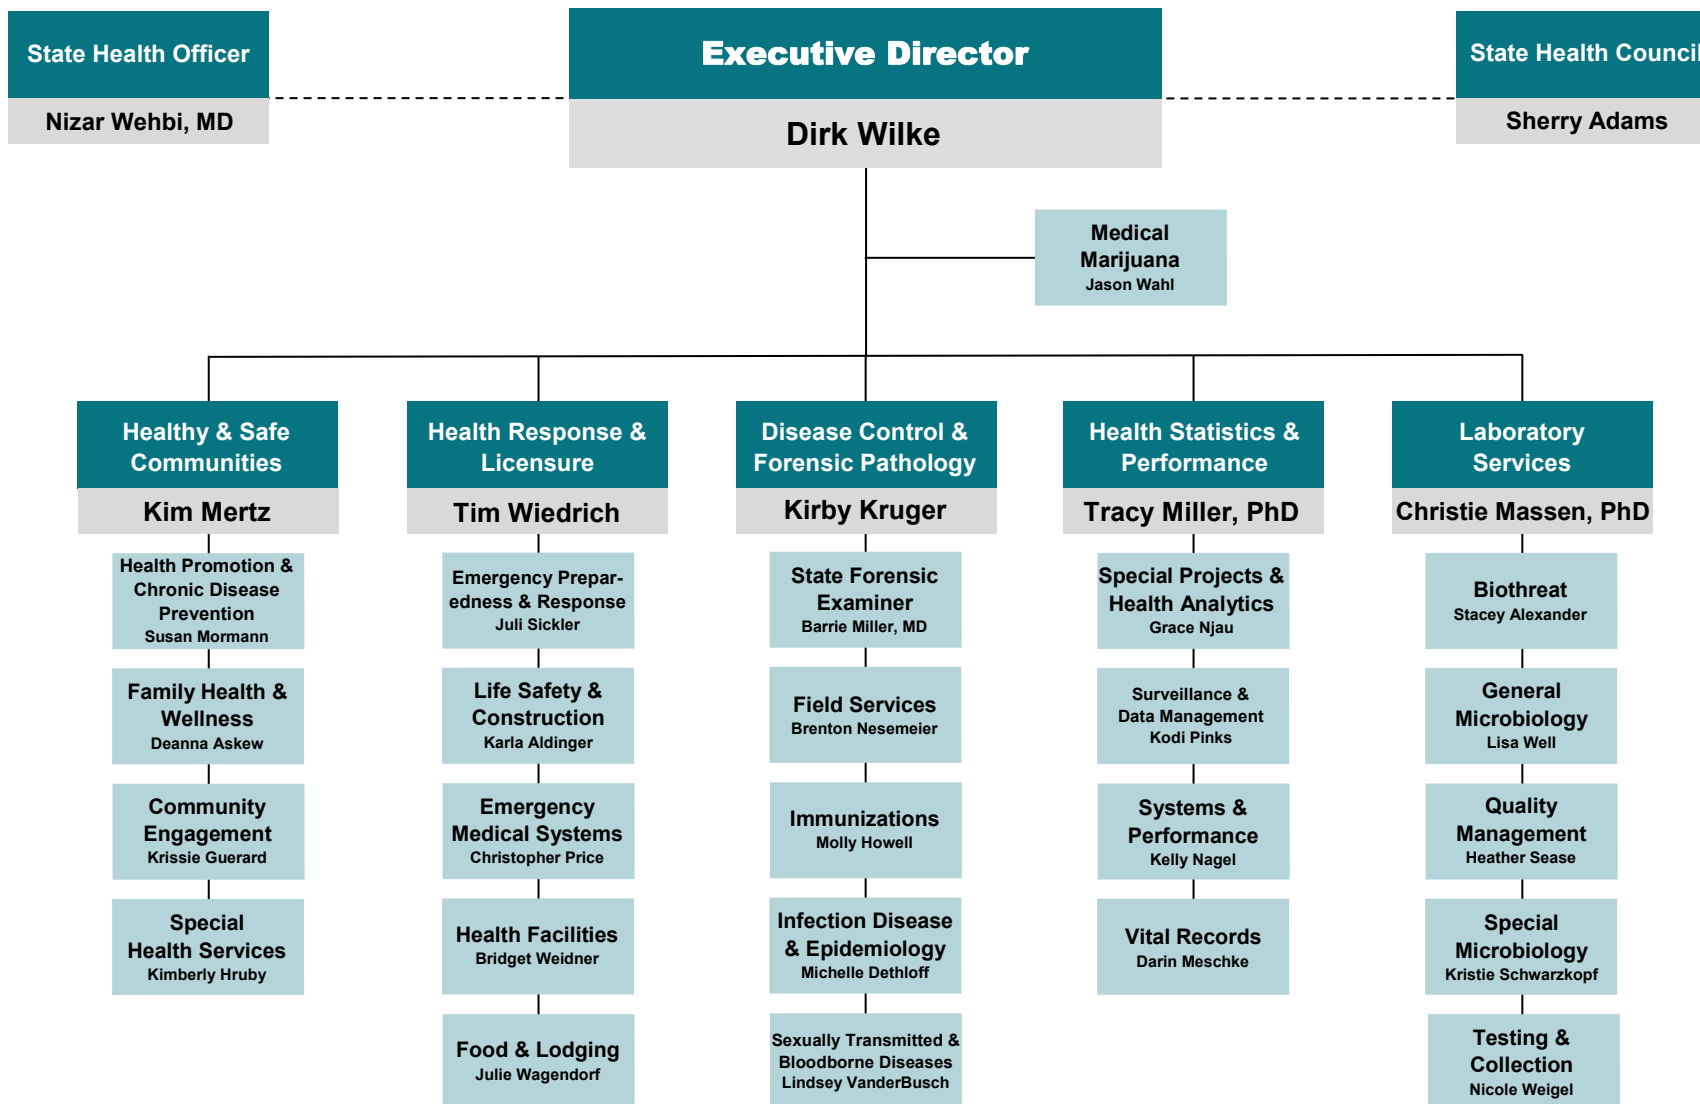 State Health Officer
Nizar Wehbi, MD
Executive Director
Dirk Wilke
State Health Council
Sherry Adams
Medical
Marijuana
Jason Wahl
Healthy & Safe
Communities
Kim Mertz
Health Promotion &
Chronic Disease
Prevention
Susan Mormann
Family Health &
Wellness
Deanna Askew
Community
Engagement
Krissie Guerard
Special
Health Services
Kimberly Hruby
Health Response &
Licensure
Tim Wiedrich
Emergency Prepar-
edness & Response
Juli Sickler
Life Safety &
Construction
Karla Aldinger
Emergency
Medical Systems
Christopher Price
Health Facilities
Bridget Weidner
Food & Lodging
Julie Wagendorf
Disease Control &
Forensic Pathology
Kirby Kruger
State Forensic
Examiner
Barrie Miller, MD
Field Services
Brenton Nesemeier
Immunizations
Molly Howell
Infection Disease
& Epidemiology
Michelle Dethloff
Sexually Transmitted &
Bloodborne Diseases
Lindsey VanderBusch
Health Statistics &
Performance
Tracy Miller, PhD
Special Projects &
Health Analytics
Grace Njau
Surveillance &
Data Management
Kodi Pinks
Systems &
Performance
Kelly Nagel
Vital Records
Darin Meschke
Laboratory
Services
Christie Massen, PhD
Biothreat
Stacey Alexander
General
Microbiology
Lisa Well
Quality
Management
Heather Sease
Special
Microbiology
Kristie Schwarzkopf
Testing &
Collection
Nicole Weigel